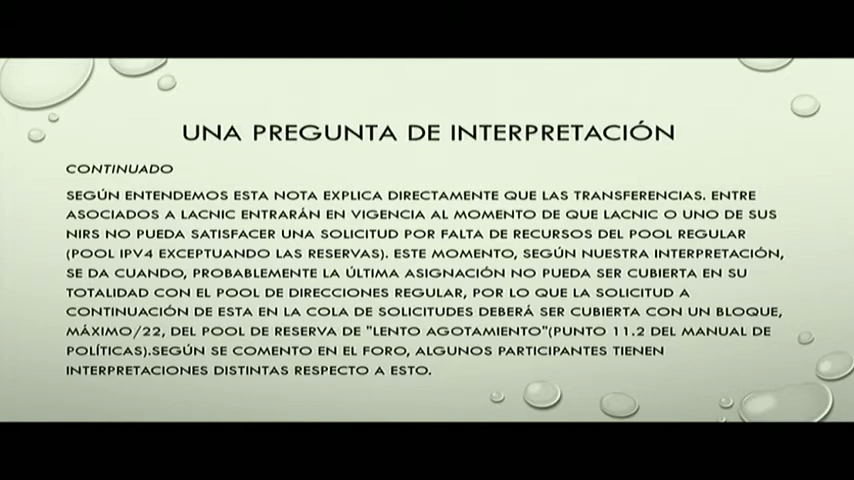 UNA PREGUNTA DE INTERPRETACIÓN
CONTINUADO
SEGÚN ENTENDEMOS ESTA NOTA EXPLICA DIRECTAMENTE QUE LAS TRANSFERENCIAS. ENTRE
ASOCIADOS A LACNIC ENTRARÁN EN VIGENCIA AL MOMENTO DE QUE LACNIC O UNO DE SUS
NIRS NO PUEDA SATISFACER UNA SOLICITUD POR FALTA DE RECURSOS DEL POOL REGULAR
(POOL IPV4 EXCEPTUANDO LAS RESERVAS). ESTE MOMENTO, SEGÚN NUESTRA INTERPRETACIÓN,
SE DA CUANDO, PROBABLEMENTE LA ÚLTIMA ASIGNACIÓN NO PUEDA SER CUBIERTA EN SU
TOTALIDAD CON EL POOL DE DIRECCIONES REGULAR, POR LO QUE LA SOLICITUD A
CONTINUACIÓN DE ESTA EN LA COLA DE SOLICITUDES DEBERÁ SER CUBIERTA CON UN BLOQUE,
MÁXIMO/22, DEL POOL DE RESERVA DE "LENTO AGOTAMIENTO"(PUNTO 11.2 DEL MANUAL DE
POLÍTICAS).SEGÚN SE COMENTO EN EL FORO, ALGUNOS PARTICIPANTES TIENEN
INTERPRETACIONES DISTINTAS RESPECTO A ESTO.